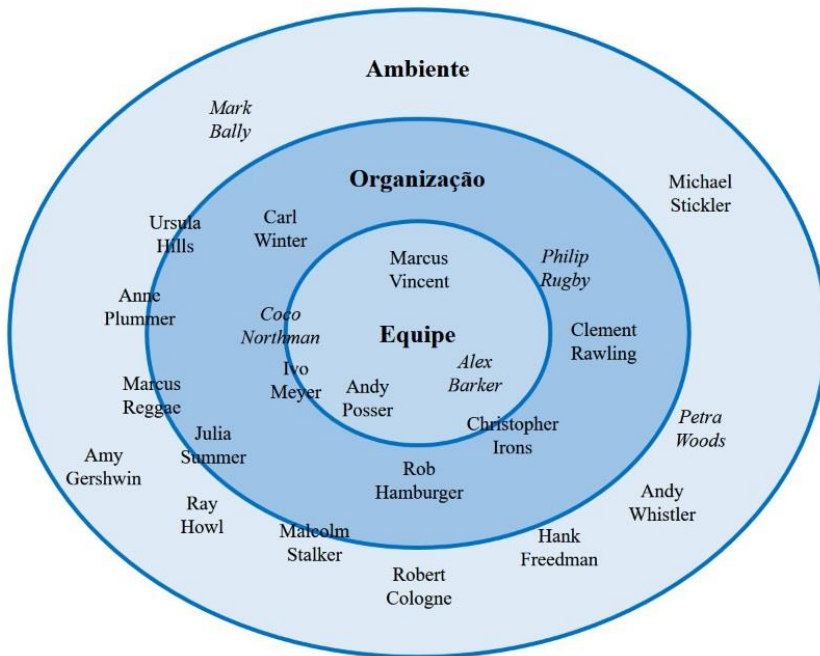 Ambiente
Mark
Bally
Organização
Michael
Stickler
Ursula
Hills
Carl
Winter
Marcus
Vincent
Philip
Rugby
Anne
Plummer
Coco
Northman
Equipe
Clement
Rawling
Ivo
Meyer
Alex
Barker
Marcus
Reggae
Andy
Posser
Julia
Summer
Christopher
Irons
Petra
Woods
Amy
Gershwin
Rob
Hamburger
Ray
Howl
Andy
Whistler
Malcolm
Stalker
Hank
Freedman
Robert
Cologne